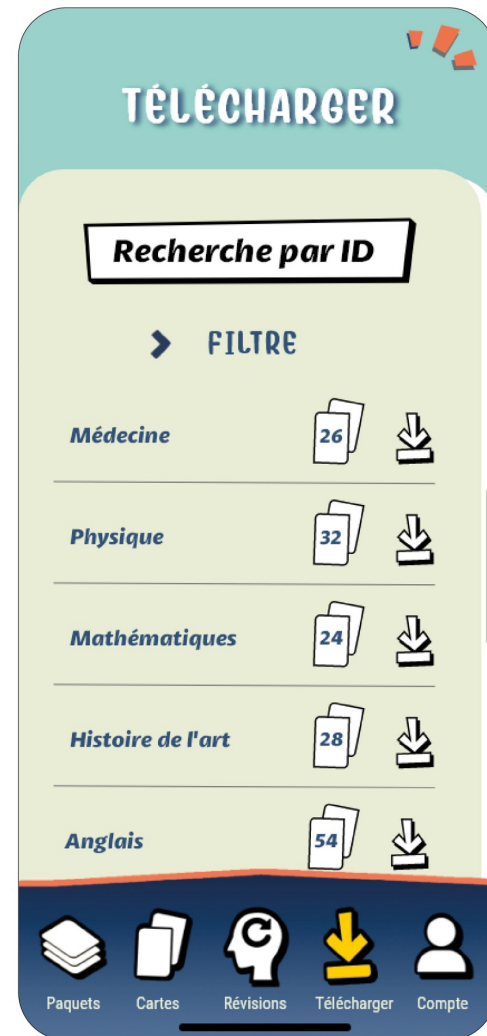 TÉLÉCHARGER
Recherche par ID
FILTRE
Médecine 26
Physique 32
Mathématiques 24
Histoire de l'art 28
Anglais 54
Paquets Cartes Révisions Télécharger Compte